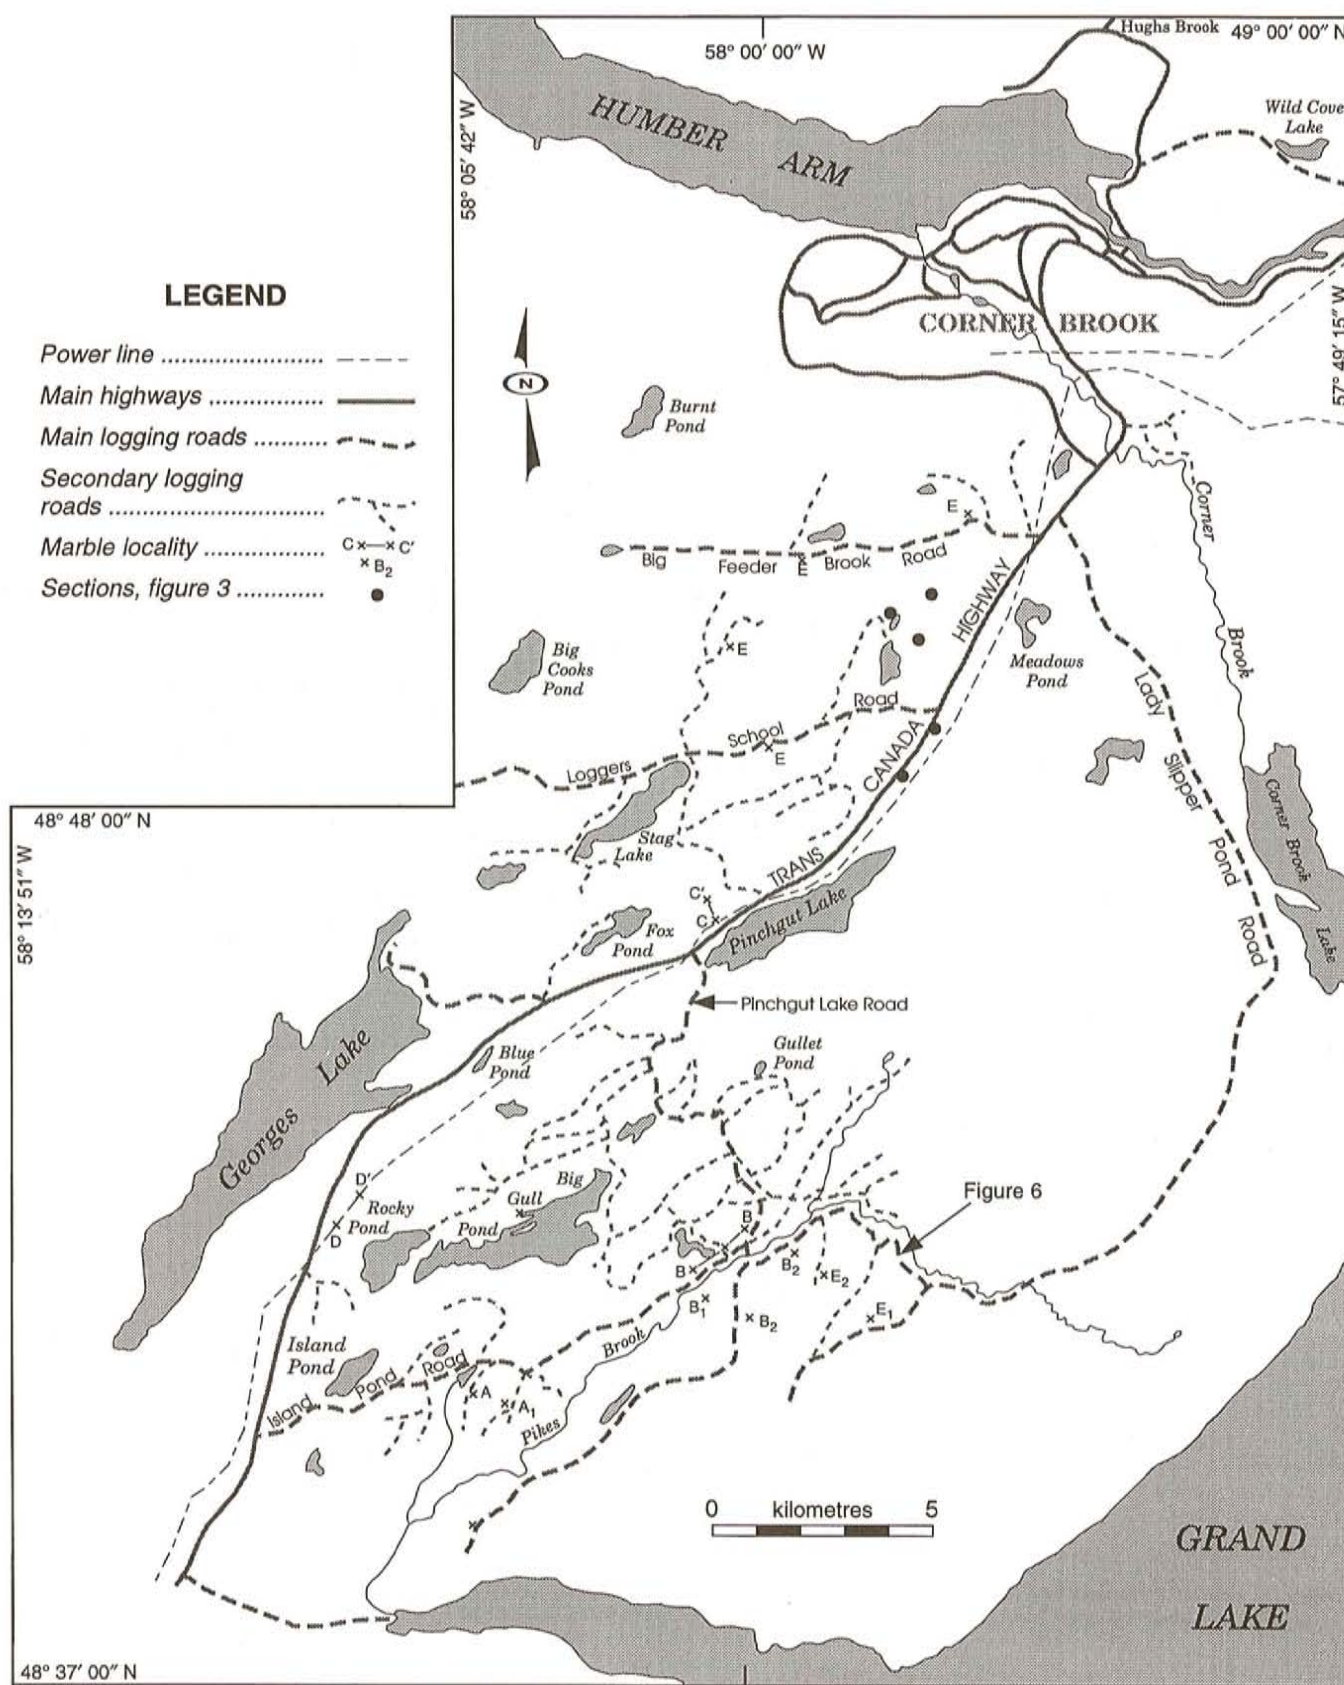 Hughs Brook
49° 00′ 00″ N
58° 00′ 00″ W
Wild Cove
Lake
58° 05′ 42″ W
HUMBER ARM
57° 49′ 15″ W
CORNER BROOK
LEGEND
Power line ......................
Main highways ................
Main logging roads ..........
Secondary logging
roads ................................
Marble locality ................
C x—x C′
x B₂
Sections, figure 3 ............
N
Burnt
Pond
Corner
Brook
E
Big Feeder E Brook Road
HIGHWAY
Big
Cooks
Pond
E
Meadows
Pond
Lady Slipper Pond Road
Loggers School Road
E
CANADA
Corner Brook
Lake
48° 48′ 00″ N
Stag
Lake
TRANS
58° 13′ 51″ W
C′
C
Pinchgut Lake
Fox
Pond
Pinchgut Lake Road
Georges Lake
Blue
Pond
Gullet
Pond
D′
D
Rocky
Pond
Big
Gull
Pond
Figure 6
B
B
B₂
E₂
B₁
B₂
E₁
Island
Pond
Island Pond Road
Brook
A
A₁
Pikes
0 kilometres 5
GRAND
LAKE
48° 37′ 00″ N